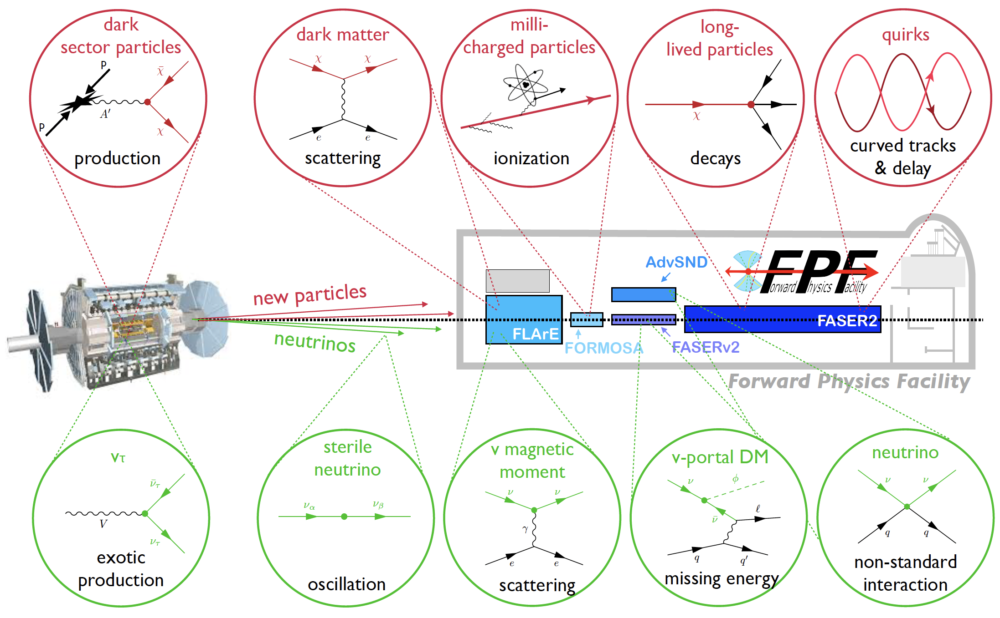 dark
sector particles
P
χ̄
A′
P
χ
production
dark matter
χ χ
e e
scattering
milli-
charged particles
ionization
long-
lived particles
χ
decays
quirks
curved tracks
& delay
new particles
neutrinos
FLArE
FORMOSA
AdvSND
FASERv2
FPF
Forward Physics Facility
FASER2
Forward Physics Facility
ντ
ν̄τ
V
ντ
exotic
production
sterile
neutrino
να νβ
oscillation
ν magnetic
moment
ν ν
γ
e e
scattering
ν-portal DM
ν ϕ
ν̄ ℓ
q q′
missing energy
neutrino
ν ν
q q
non-standard
interaction